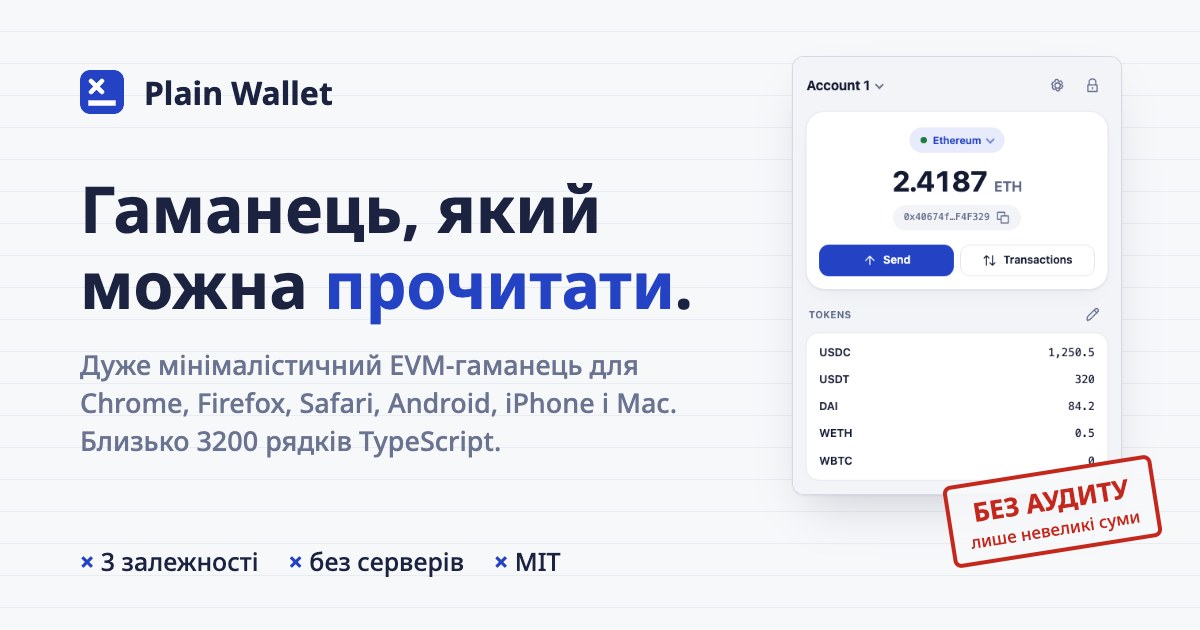 Plain Wallet
Гаманець, який
можна прочитати.
Дуже мінімалістичний EVM-гаманець для
Chrome, Firefox, Safari, Android, iPhone і Mac.
Близько 3200 рядків TypeScript.
× 3 залежності × без серверів × MIT
Account 1
Ethereum
2.4187 ETH
0x40674f…F4F329
Send Transactions
TOKENS
USDC 1,250.5
USDT 320
DAI 84.2
WETH 0.5
WBTC 0
БЕЗ АУДИТУ
лише невеликі суми